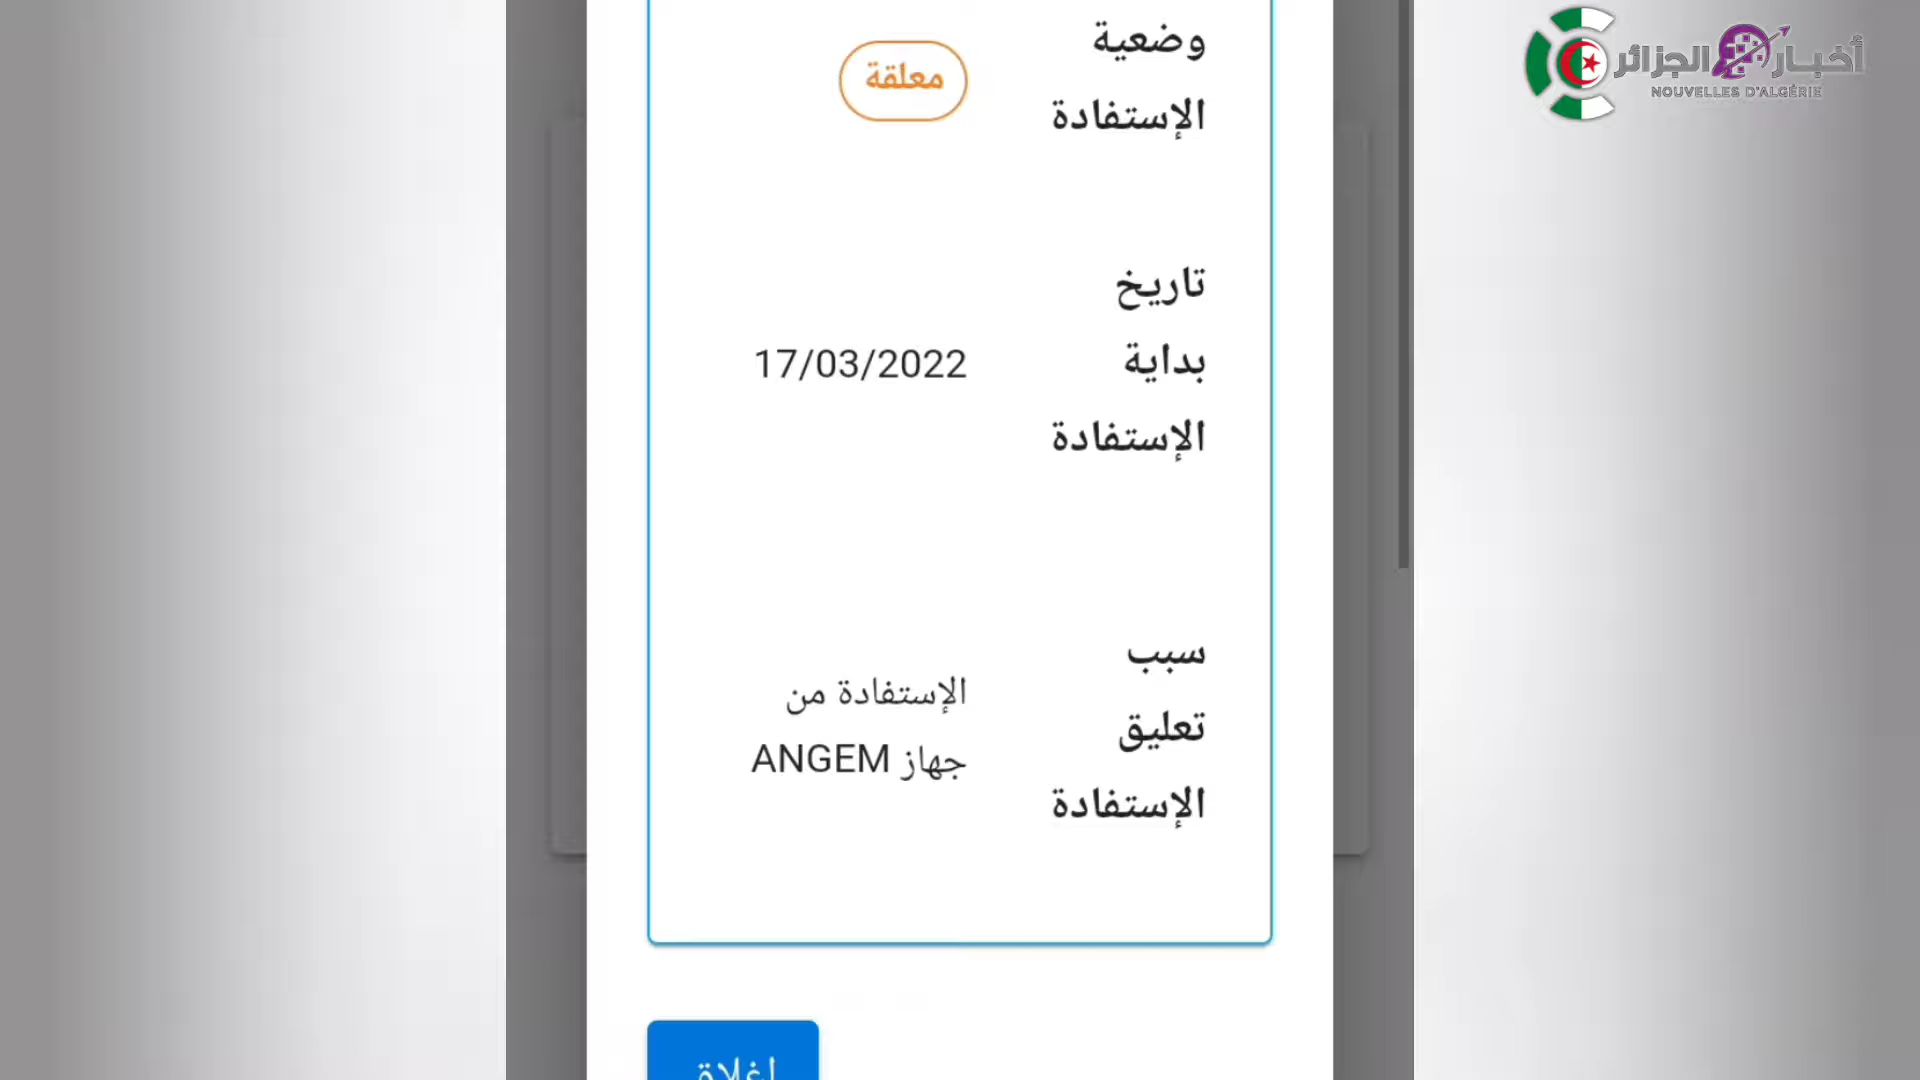 أخبار الجزائر
NOUVELLES D'ALGÉRIE
وضعية
الإستفادة
معلقة
تاريخ
بداية
الإستفادة
17/03/2022
سبب
تعليق
الإستفادة
الإستفادة من
جهاز ANGEM
إغلاق